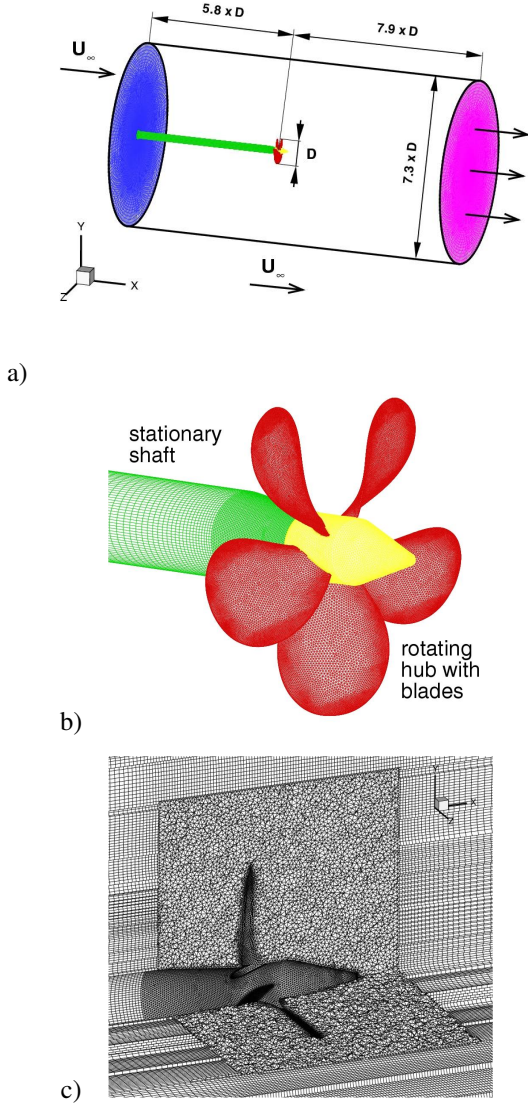 5.8 x D
7.9 x D
U∞
D
7.3 x D
Y
X
Z
U∞
a)
stationary
shaft
rotating
hub with
blades
b)
Y
X
Z
c)